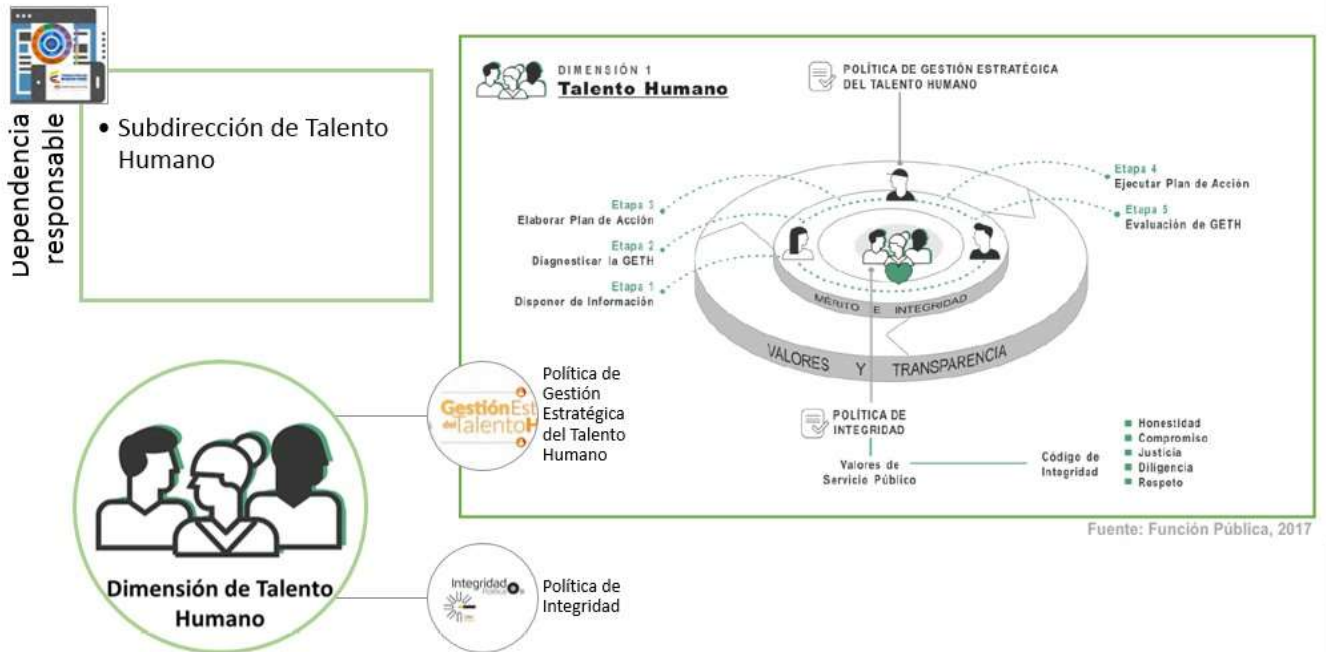 Dependencia
responsable
• Subdirección de Talento
Humano
DIMENSIÓN 1
Talento Humano
POLÍTICA DE GESTIÓN ESTRATÉGICA
DEL TALENTO HUMANO
Etapa 3
Elaborar Plan de Acción
Etapa 2
Diagnosticar la GETH
Etapa 1
Disponer de Información
Etapa 4
Ejecutar Plan de Acción
Etapa 5
Evaluación de GETH
MÉRITO E INTEGRIDAD
VALORES Y TRANSPARENCIA
POLÍTICA DE
INTEGRIDAD
Valores de
Servicio Público
Código de
Integridad
Honestidad
Compromiso
Justicia
Diligencia
Respeto
Fuente: Función Pública, 2017
Dimensión de Talento
Humano
GestiónEst
delTalentoH
Política de
Gestión
Estratégica
del Talento
Humano
Integridad
Política de
Integridad